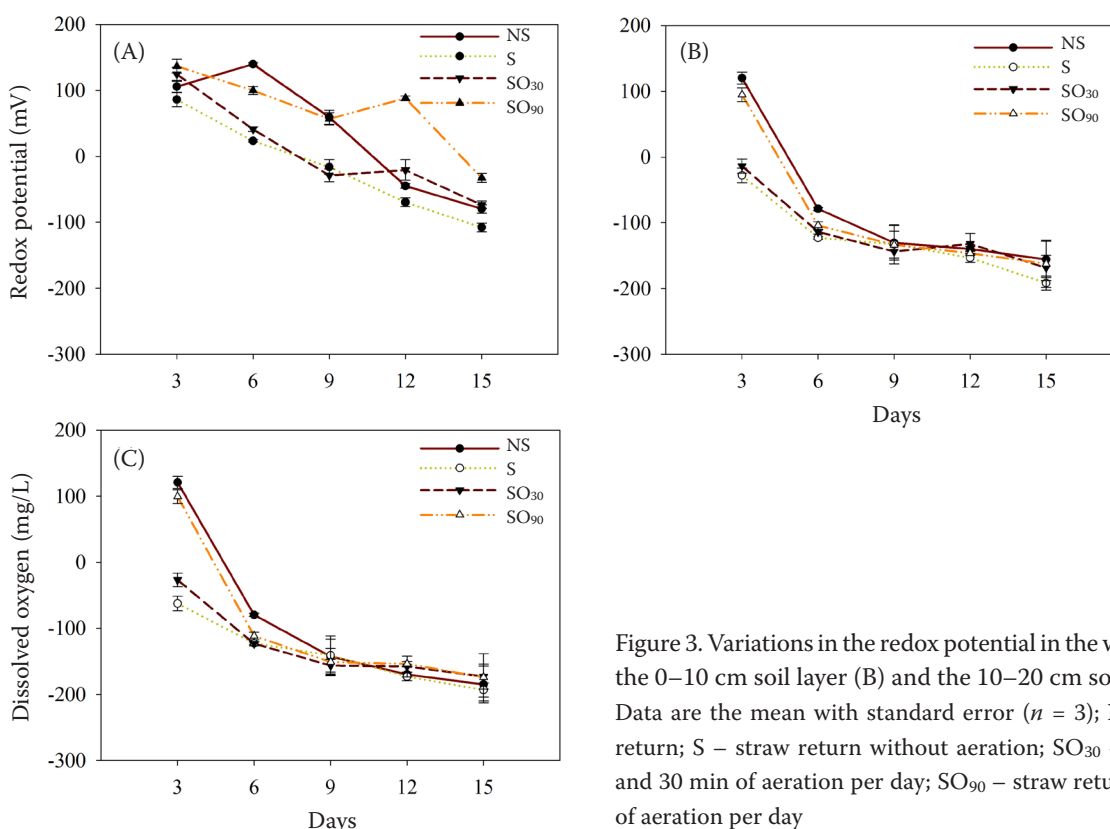 200
100
0
-100
-200
-300
Redox potential (mV)
(A)
NS
S
SO₃₀
SO₉₀
3 6 9 12 15
200
100
0
-100
-200
-300
(B)
NS
S
SO₃₀
SO₉₀
3 6 9 12 15
Days
200
100
0
-100
-200
-300
Dissolved oxygen (mg/L)
(C)
NS
S
SO₃₀
SO₉₀
3 6 9 12 15
Days
Figure 3. Variations in the redox potential in the
the 0–10 cm soil layer (B) and the 10–20 cm
Data are the mean with standard error (n = 3);
return; S – straw return without aeration; SO₃₀
and 30 min of aeration per day; SO₉₀ – straw
of aeration per day